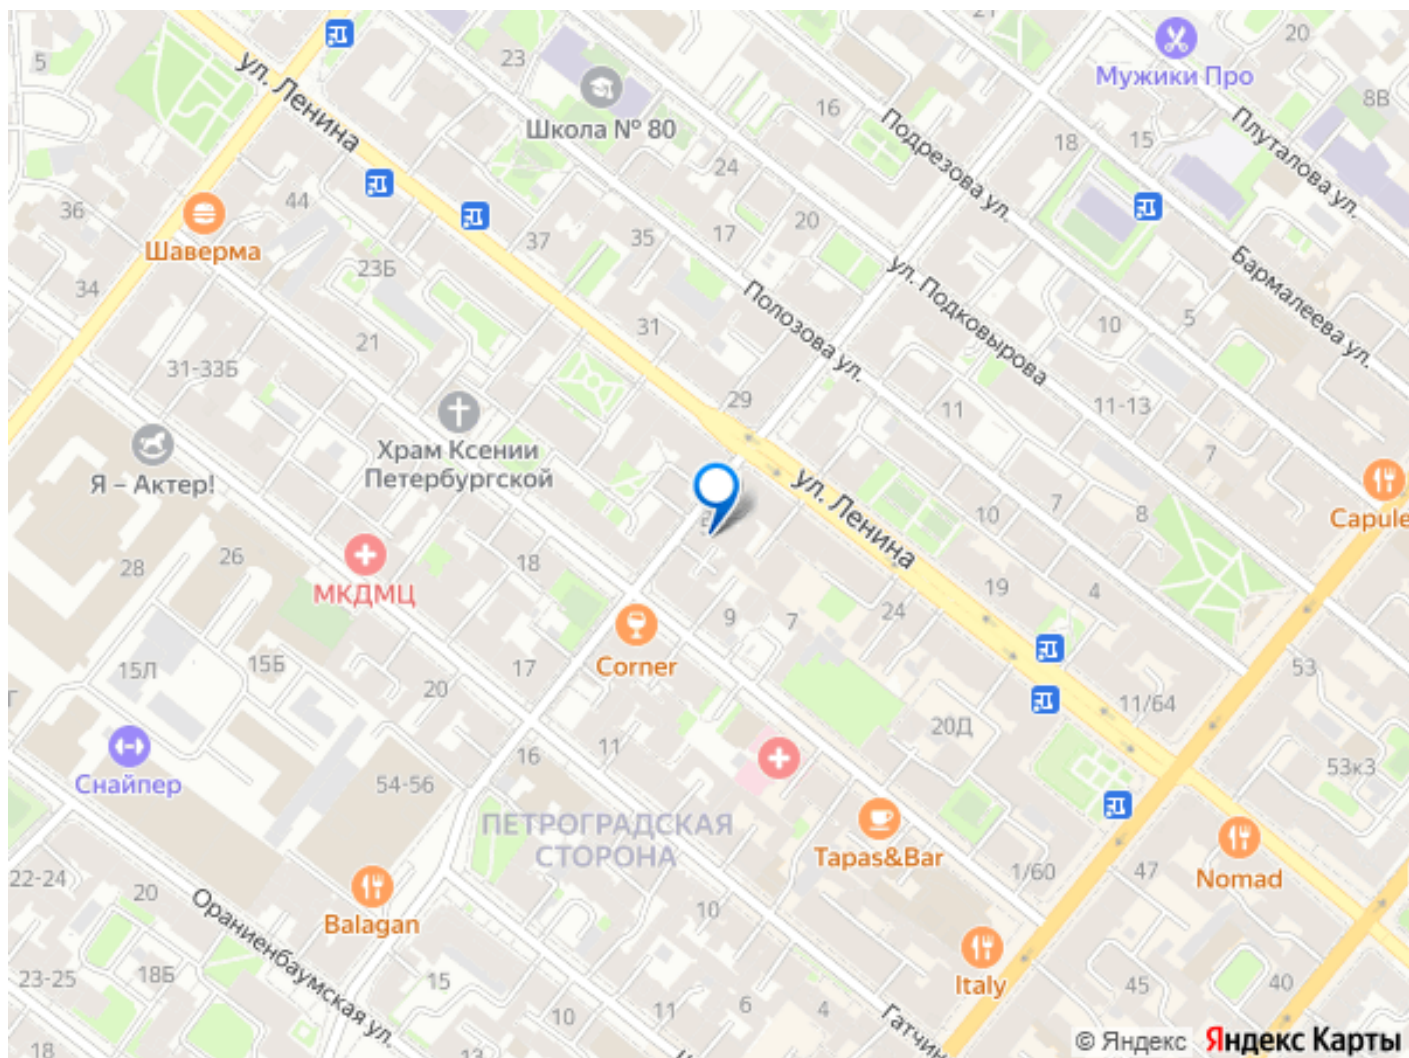 21
20
5
23
Мужики Про
8В
ул. Ленина
Школа № 80
16
Подрезова ул.
18
15
Плуталова ул.
24
36
44
Шаверма
37
35
17
20
23Б
34
ул. Подковырова
Бармалеева ул.
Полозова ул.
31
10
5
21
31-33Б
29
11
11-13
7
Храм Ксении
Петербургской
Я – Актер!
ул. Ленина
Capule
28
26
18
10
7
8
МКДМЦ
19
4
9
7
24
15Л
15Б
17
Corner
53
20
11/64
20Д
Снайпер
16
11
54-56
53к3
ПЕТРОГРАДСКАЯ
СТОРОНА
Tapas&Bar
1/60
47
Nomad
22-24
20
Ораниенбаумская ул.
Balagan
10
23-25
18Б
15
Italy
45
40
10
11
6
4
Гатчин
© Яндекс
Яндекс Карты